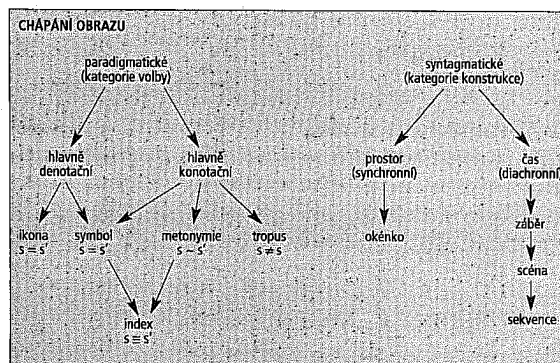 CHÁPÁNÍ OBRAZU
paradigmatické
(kategorie volby)
syntagmatické
(kategorie konstrukce)
hlavně
denotační
hlavně
konotační
prostor
(synchronní)
čas
(diachronní)
ikona
s = s'
symbol
s = s'
metonymie
s ~ s'
tropus
s ≠ s
okénko
záběr
scéna
index
s ≡ s'
sekvence